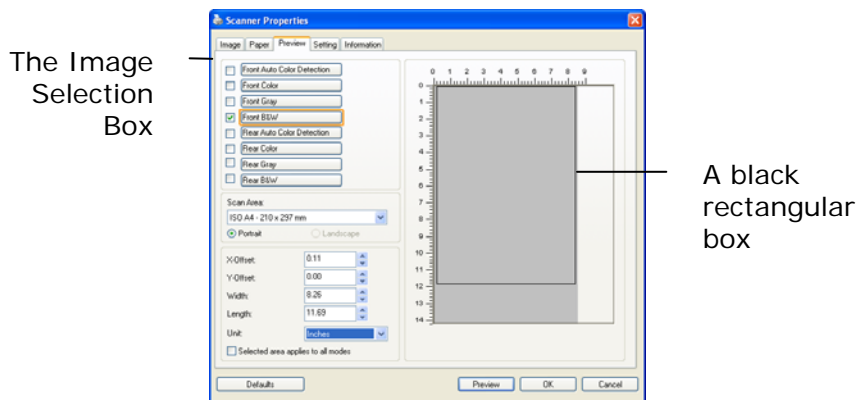 The Image
Selection
Box
Scanner Properties
Image Paper Preview Setting Information
Front Auto Color Detection
Front Color
Front Gray
Front B&W
Rear Auto Color Detection
Rear Color
Rear Gray
Rear B&W
Scan Area:
ISO A4 - 210 x 297 mm
Portrait Landscape
X-Offset: 0.11
Y-Offset: 0.00
Width: 8.26
Length: 11.69
Unit: Inches
Selected area applies to all modes
0 1 2 3 4 5 6 7 8 9
0
1
2
3
4
5
6
7
8
9
10
11
12
13
14
A black
rectangular
box
Defaults Preview OK Cancel